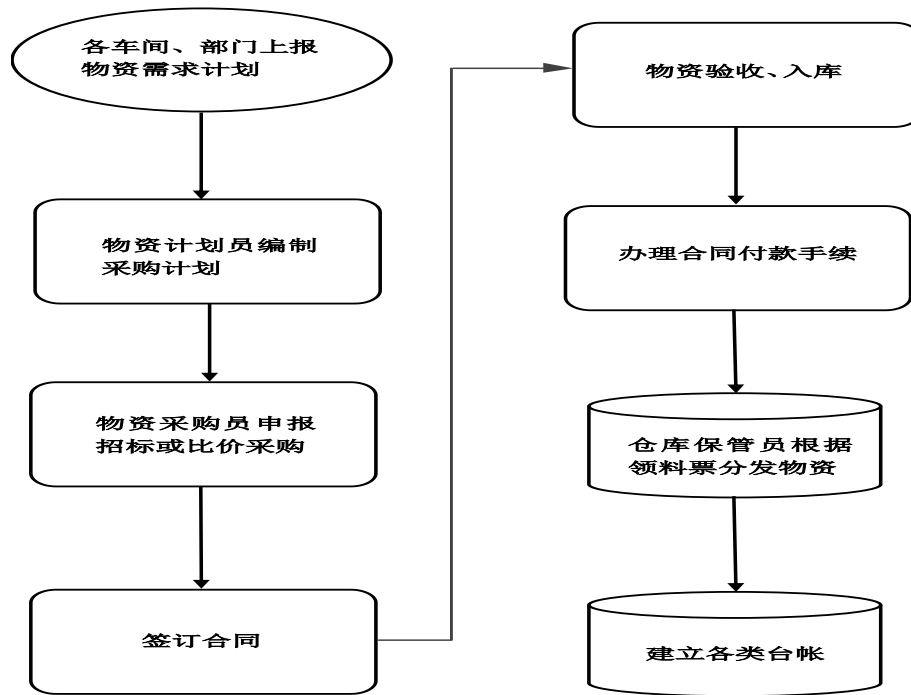 各车间、部门上报
物资需求计划
物资计划员编制
采购计划
物资采购员申报
招标或比价采购
签订合同
物资验收、入库
办理合同付款手续
仓库保管员根据
领料票分发物资
建立各类台帐